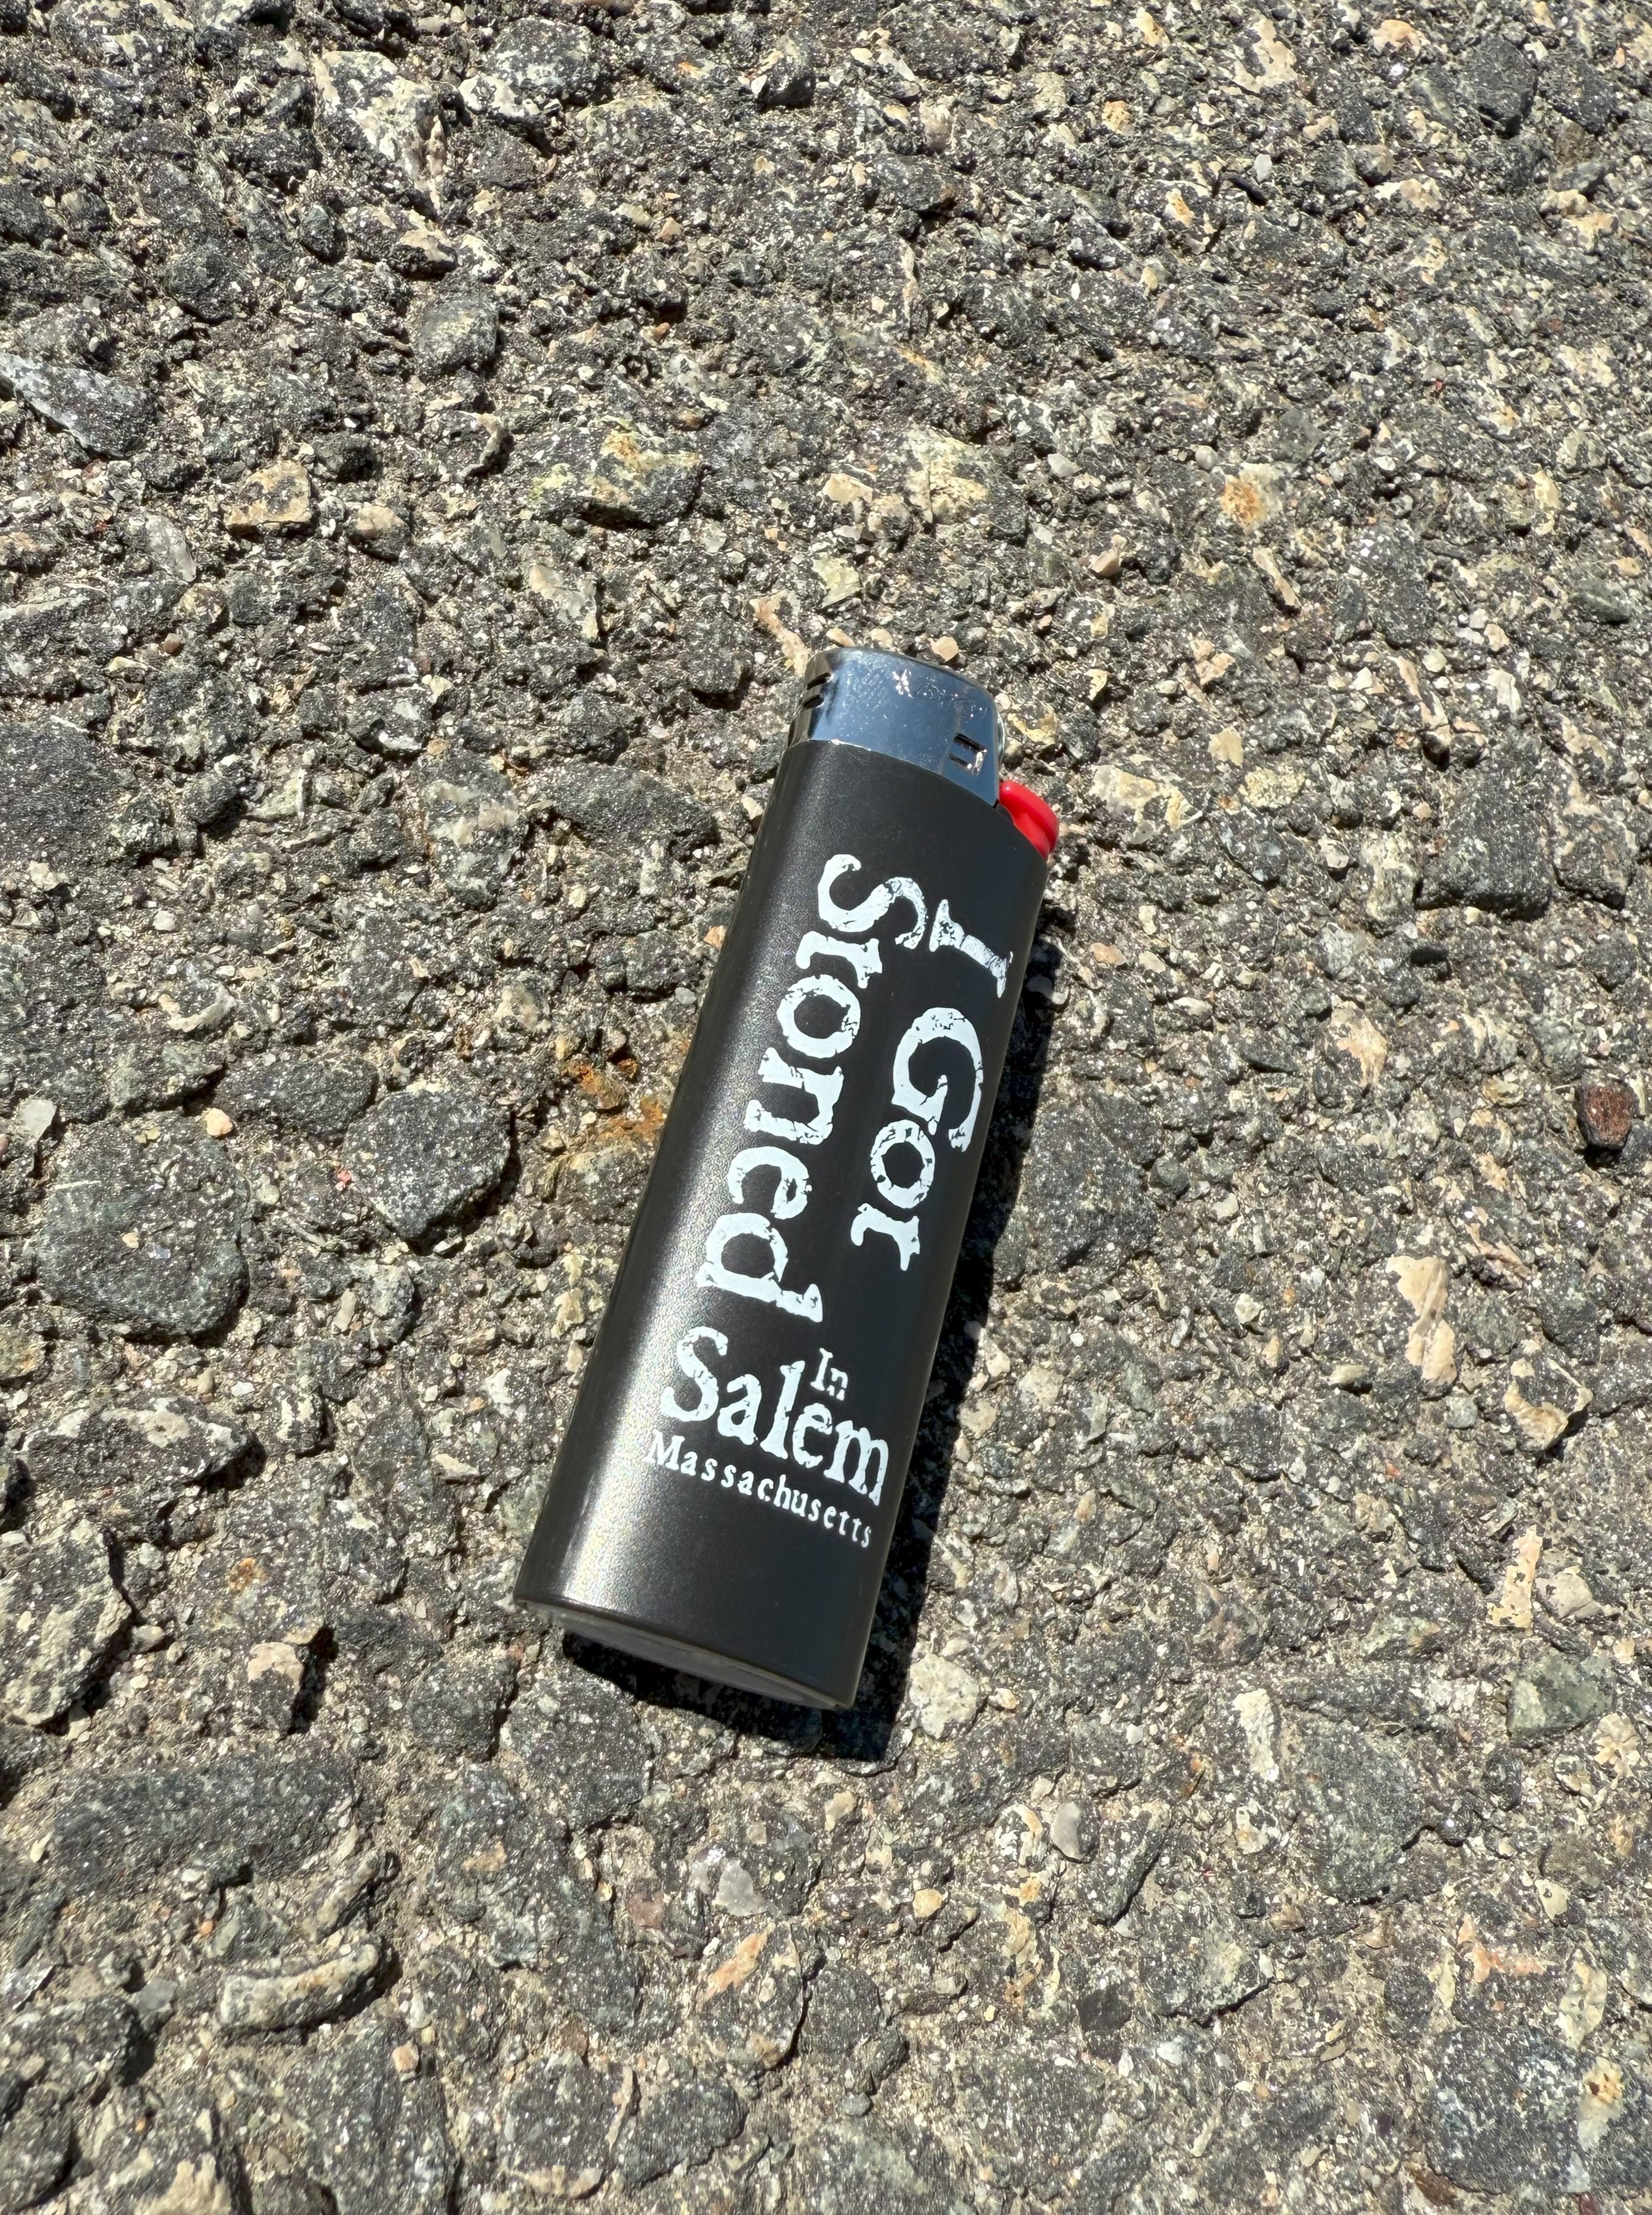 I Got
Stoned
In
Salem
Massachusetts